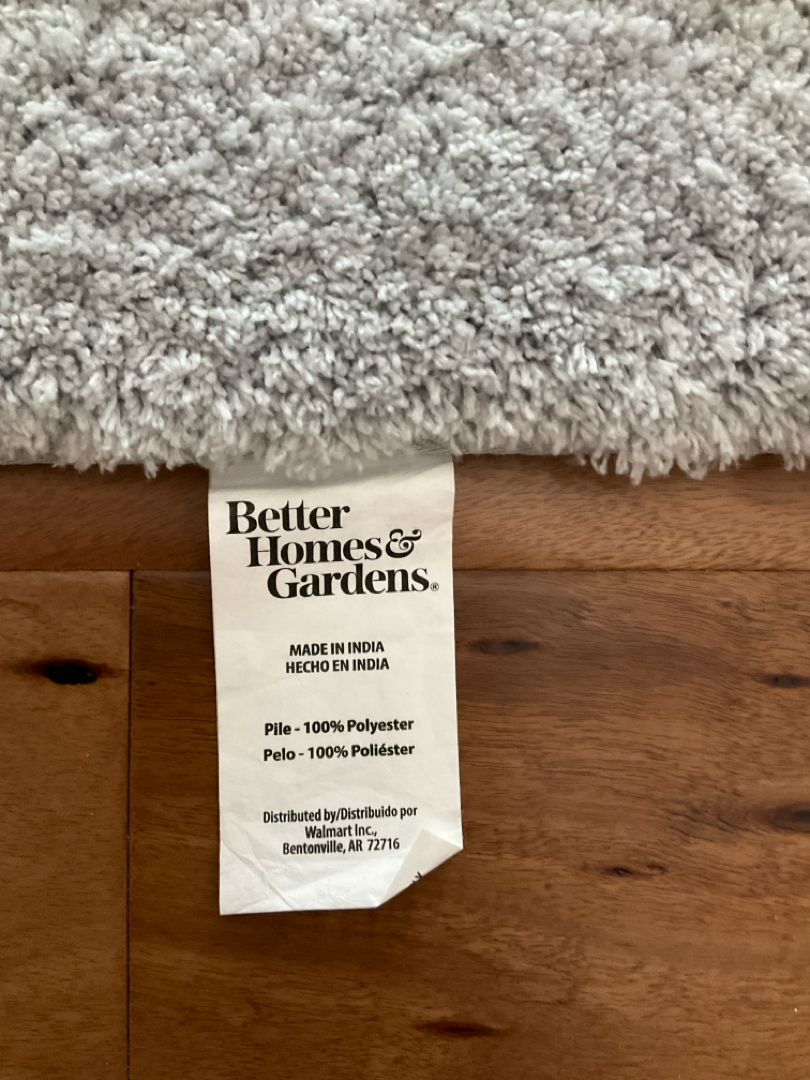 Better
Homes &
Gardens®
MADE IN INDIA
HECHO EN INDIA
Pile - 100% Polyester
Pelo - 100% Poliéster
Distributed by/Distribuido por
Walmart Inc.,
Bentonville, AR 72716